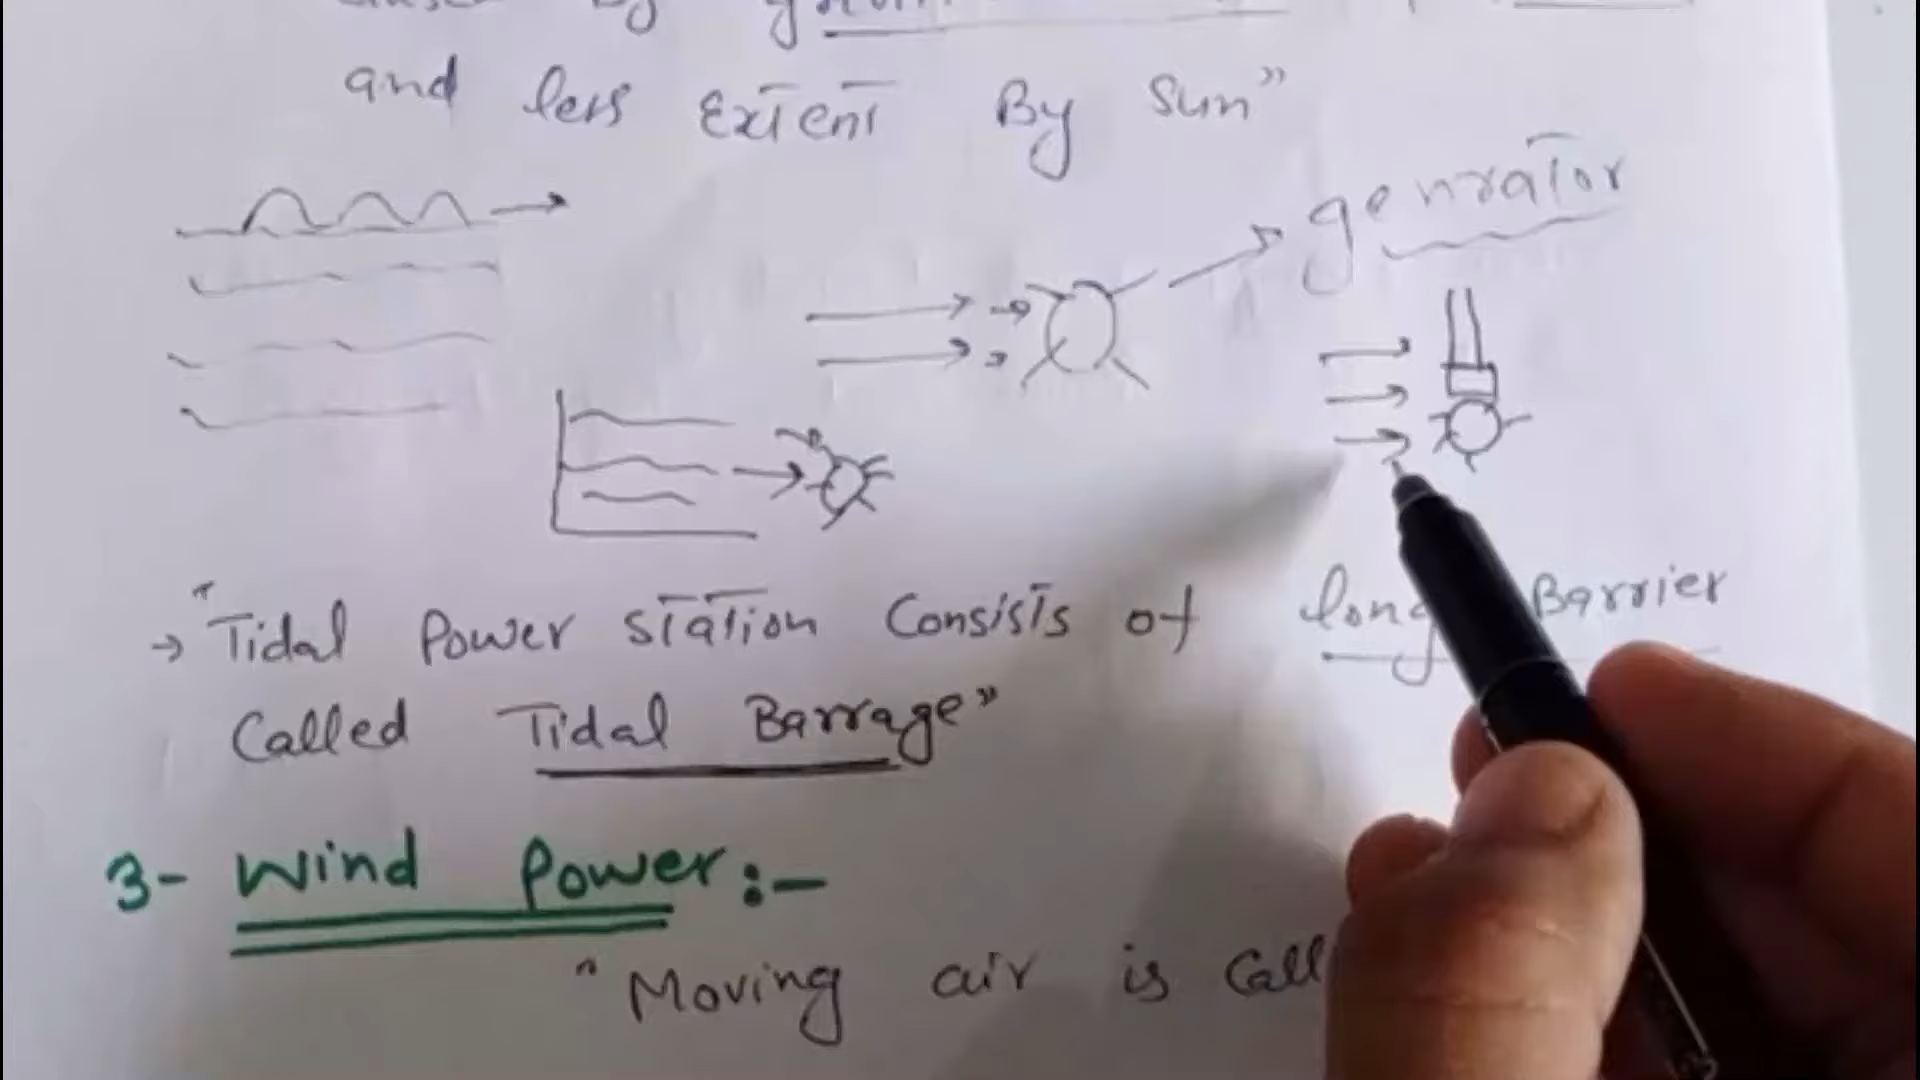 By
and less Extent By Sun”
genrator
→ "Tidal Power station Consists of long Barrier
Called Tidal Barrage”
3- Wind Power:-
"Moving air is Call